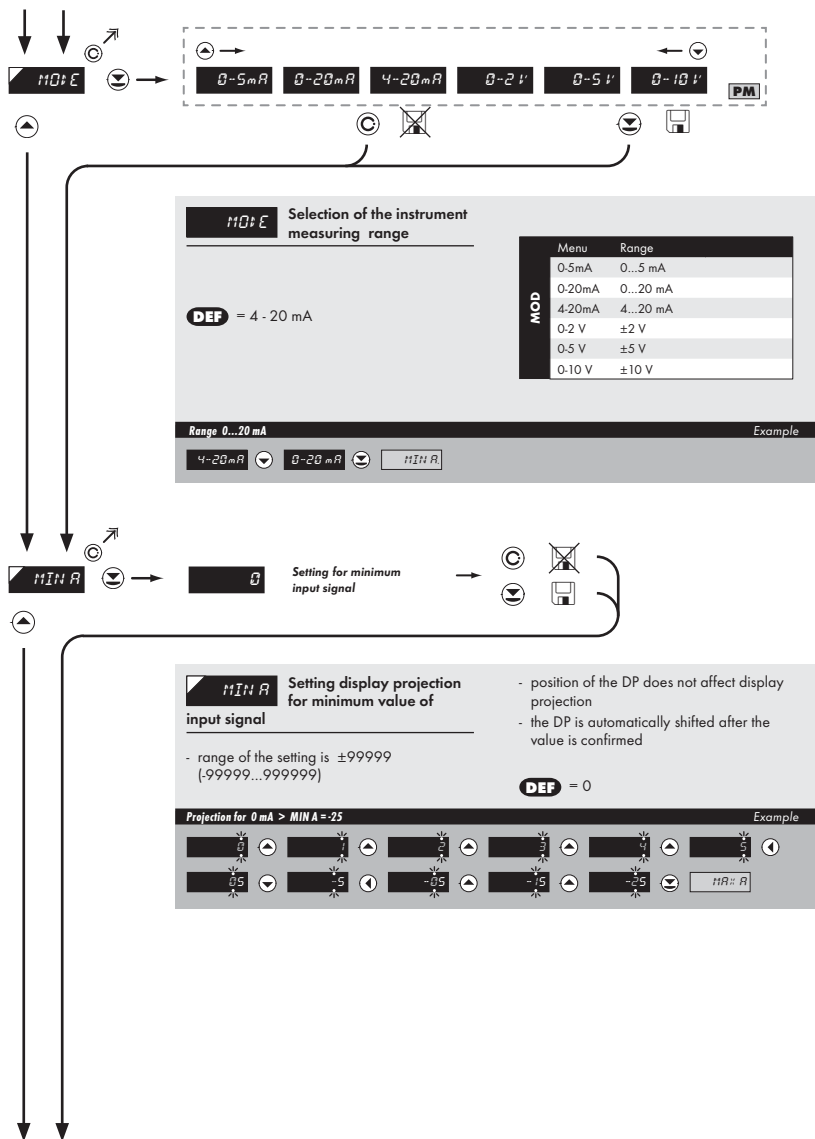 MODE
0-5mA 0-20mA 4-20mA 0-2V 0-5V 0-10V
PM
MODE
Selection of the instrument
measuring range
DEF = 4 - 20 mA
MOD
Menu Range
0-5mA 0...5 mA
0-20mA 0...20 mA
4-20mA 4...20 mA
0-2 V ±2 V
0-5 V ±5 V
0-10 V ±10 V
Range 0...20 mA Example
4-20mA 0-20 mA MIN A.
MIN A
0
Setting for minimum
input signal
MIN A
Setting display projection
for minimum value of
input signal
- range of the setting is ±99999
(-99999...999999)
- position of the DP does not affect display
projection
- the DP is automatically shifted after the
value is confirmed
DEF = 0
Projection for 0 mA > MIN A = -25 Example
0 1 2 3 4 5
05 -5 -05 -15 -25 MAX A